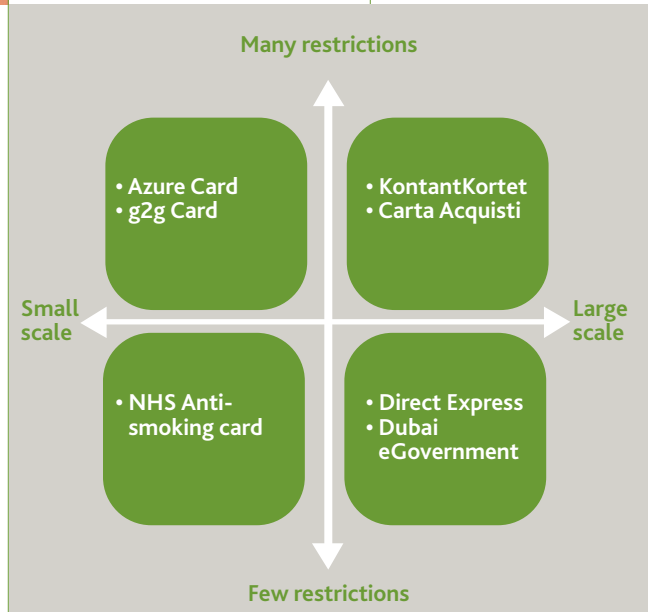 Many restrictions
• Azure Card
• g2g Card
• KontantKortet
• Carta Acquisti
Small
scale
Large
scale
• NHS Anti-
smoking card
• Direct Express
• Dubai
eGovernment
Few restrictions